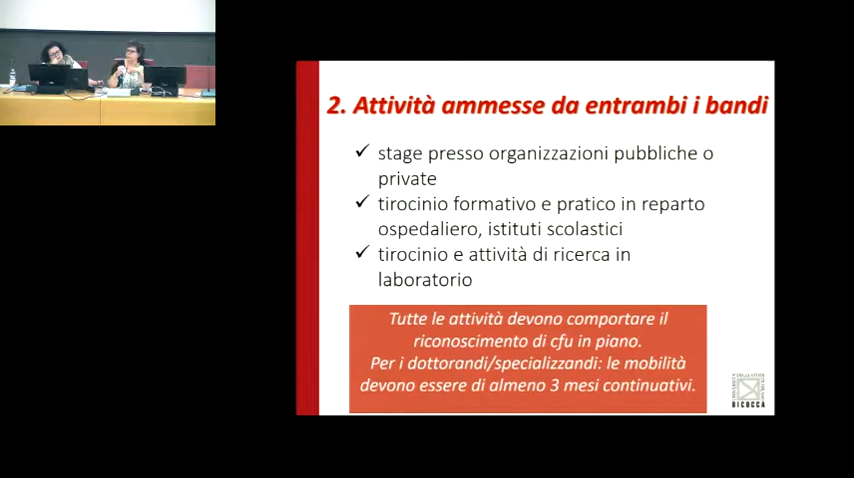 2. Attività ammesse da entrambi i bandi
✓ stage presso organizzazioni pubbliche o
private
✓ tirocinio formativo e pratico in reparto
ospedaliero, istituti scolastici
✓ tirocinio e attività di ricerca in
laboratorio
Tutte le attività devono comportare il
riconoscimento di cfu in piano.
Per i dottorandi/specializzandi: le mobilità
devono essere di almeno 3 mesi continuativi.
BICOCCA